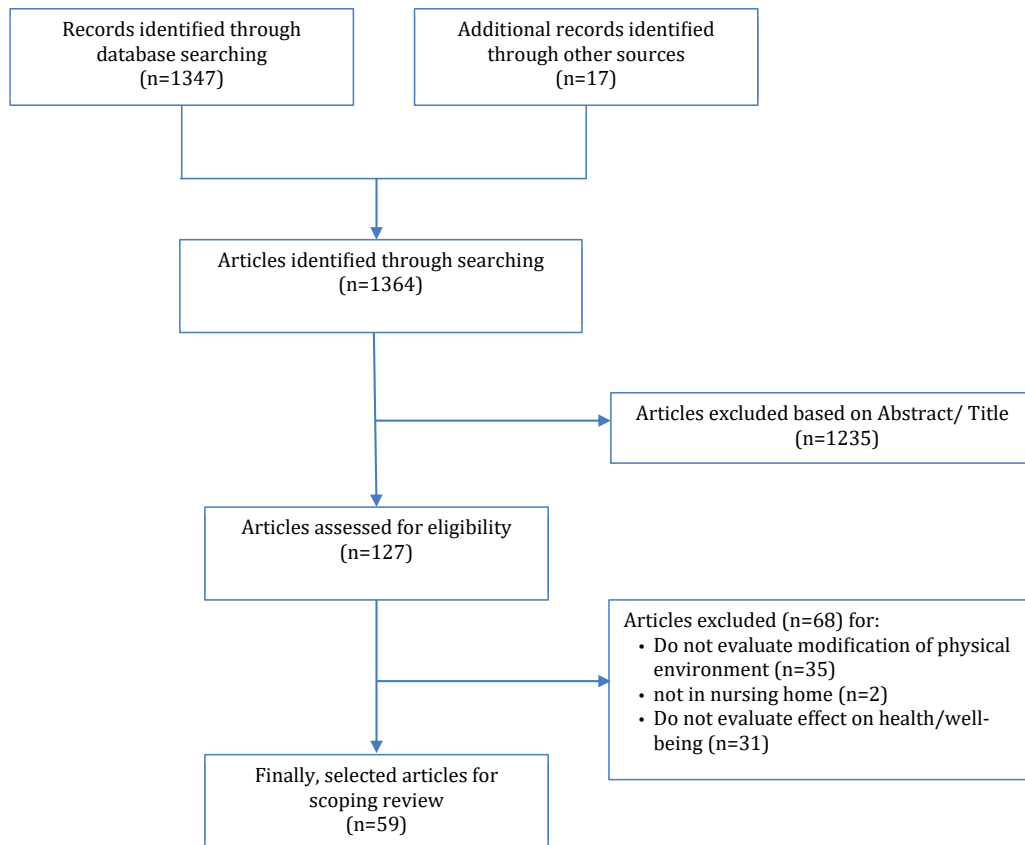 Records identified through
database searching
(n=1347)
Additional records identified
through other sources
(n=17)
Articles identified through searching
(n=1364)
Articles excluded based on Abstract/ Title
(n=1235)
Articles assessed for eligibility
(n=127)
Articles excluded (n=68) for:
• Do not evaluate modification of physical
environment (n=35)
• not in nursing home (n=2)
• Do not evaluate effect on health/well-
being (n=31)
Finally, selected articles for
scoping review
(n=59)